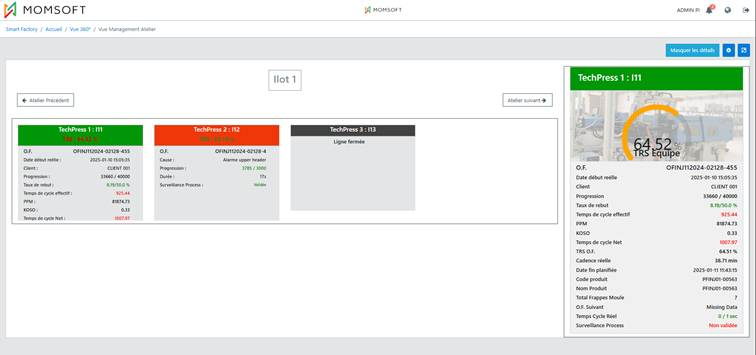 MOMSOFT
MOMSOFT
ADMIN PI
Smart Factory / Accueil / Vue 360° / Vue Management Atelier
Masquer les détails
Ilot 1
Atelier Précédent
Atelier suivant
TechPress 1 : I11
O.F. OFINJ112024-02128-455
Date début réelle : 2025-01-10 15:05:35
Client : CLIENT 001
Progression : 33660 / 40000
Taux de rebut : 8.19/50.0 %
Temps de cycle effectif : 925.44
PPM : 81874.73
KOSO : 0.33
Temps de cycle Net : 1007.97
TechPress 2 : I12
O.F. OFINJ112024-02128-4
Cause : Alarme upper header
Progression : 3785 / 3000
Durée : 17s
Surveillance Process : Validée
TechPress 3 : I13
Ligne fermée
TechPress 1 : I11
64.52
%
TRS Equipe
O.F. OFINJ112024-02128-455
Date début réelle 2025-01-10 15:05:35
Client CLIENT 001
Progression 33660 / 40000
Taux de rebut 8.19/50.0 %
Temps de cycle effectif 925.44
PPM 81874.73
KOSO 0.33
Temps de cycle Net 1007.97
TRS O.F. 64.51 %
Cadence réelle 38.71 min
Date fin planifiée 2025-01-11 11:43:15
Code produit PFINJ01-00563
Nom Produit PFINJ01-00563
Total Frappes Moule 7
O.F. Suivant Missing Data
Temps Cycle Réel 0 / 1 sec
Surveillance Process Non validée